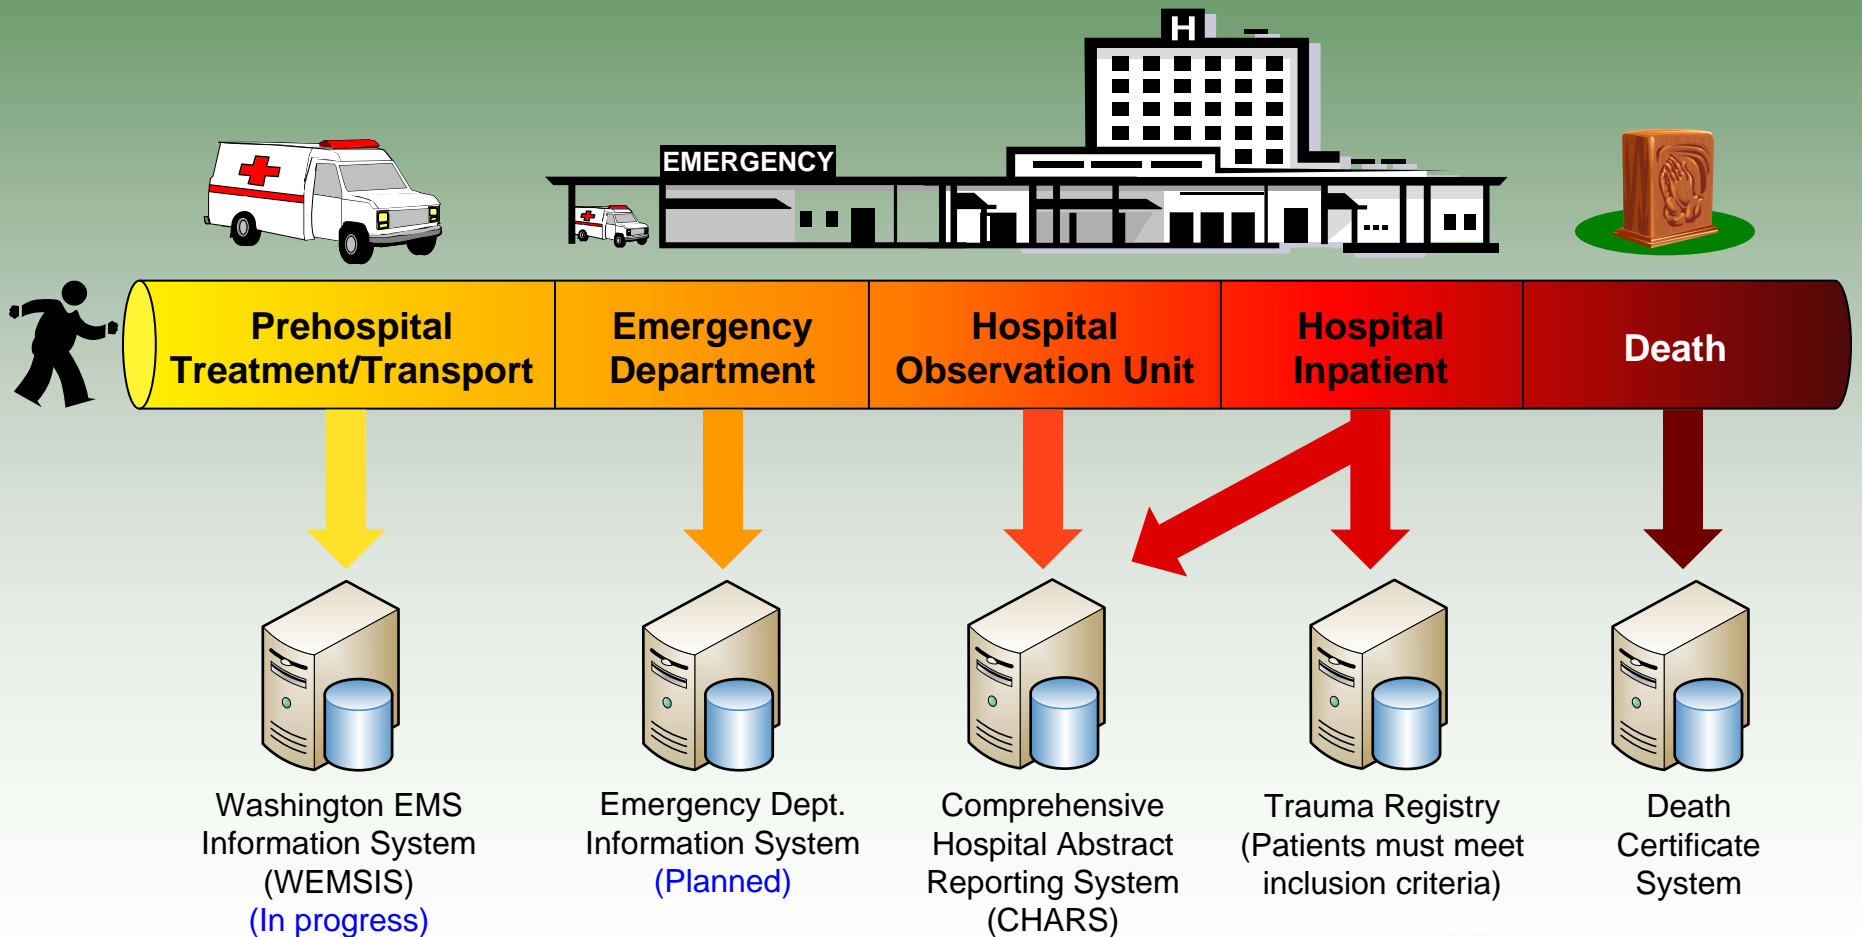 H
EMERGENCY
Prehospital
Treatment/Transport
Emergency
Department
Hospital
Observation Unit
Hospital
Inpatient
Death
Washington EMS
Information System
(WEMSIS)
(In progress)
Emergency Dept.
Information System
(Planned)
Comprehensive
Hospital Abstract
Reporting System
(CHARS)
Trauma Registry
(Patients must meet
inclusion criteria)
Death
Certificate
System